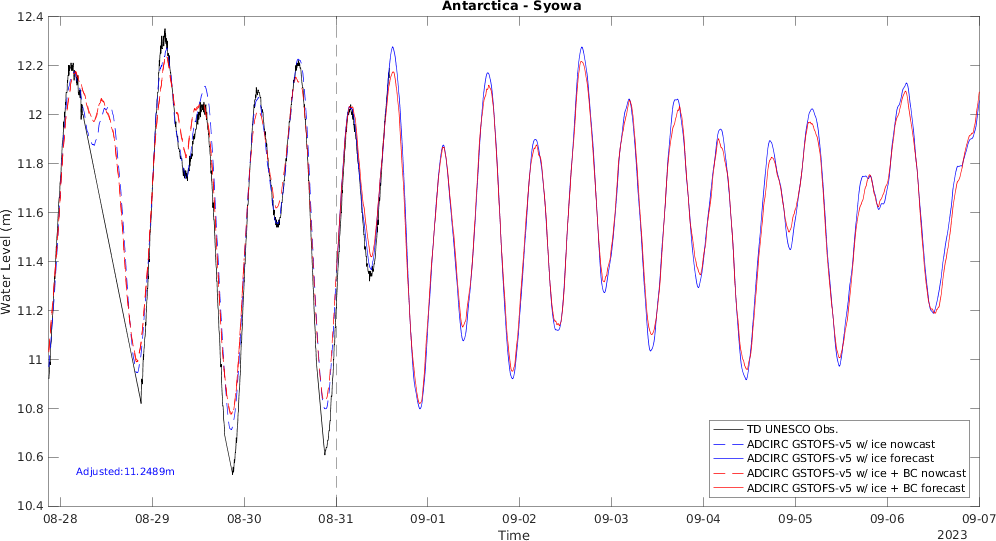 Antarctica - Syowa
12.4
12.2
12
11.8
11.6
11.4
11.2
11
10.8
10.6
10.4
Water Level (m)
Adjusted:11.2489m
TD UNESCO Obs.
ADCIRC GSTOFS-v5 w/ ice nowcast
ADCIRC GSTOFS-v5 w/ ice forecast
ADCIRC GSTOFS-v5 w/ ice + BC nowcast
ADCIRC GSTOFS-v5 w/ ice + BC forecast
08-28 08-29 08-30 08-31 09-01 09-02 09-03 09-04 09-05 09-06 09-07
Time
2023